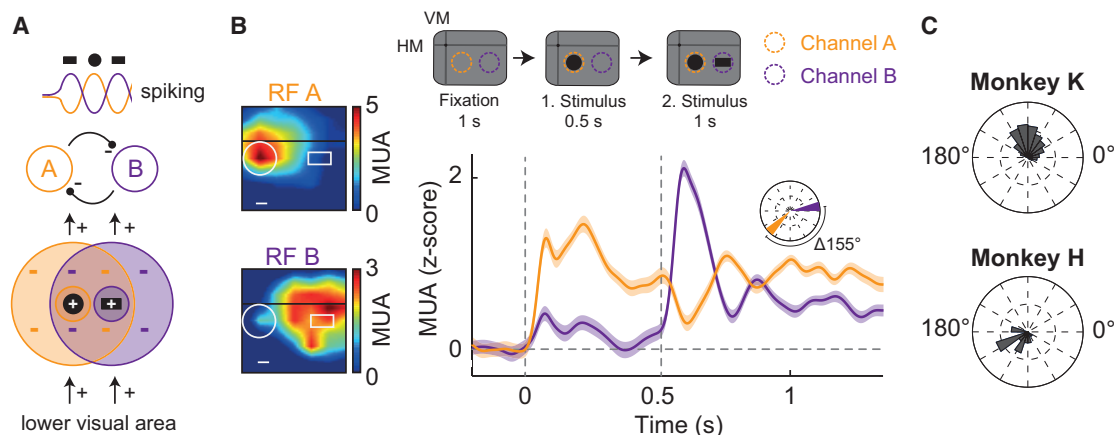 A
spiking
A
B
-
-
+
+
- - - -
+ +
- - - -
+
+
lower visual area
B
RF A
5
MUA
0
RF B
3
MUA
0
VM
HM
Fixation
1 s
1. Stimulus
0.5 s
2. Stimulus
1 s
Channel A
Channel B
MUA (z-score)
2
0
Δ155°
0
0.5
1
Time (s)
C
Monkey K
180°
0°
Monkey H
180°
0°